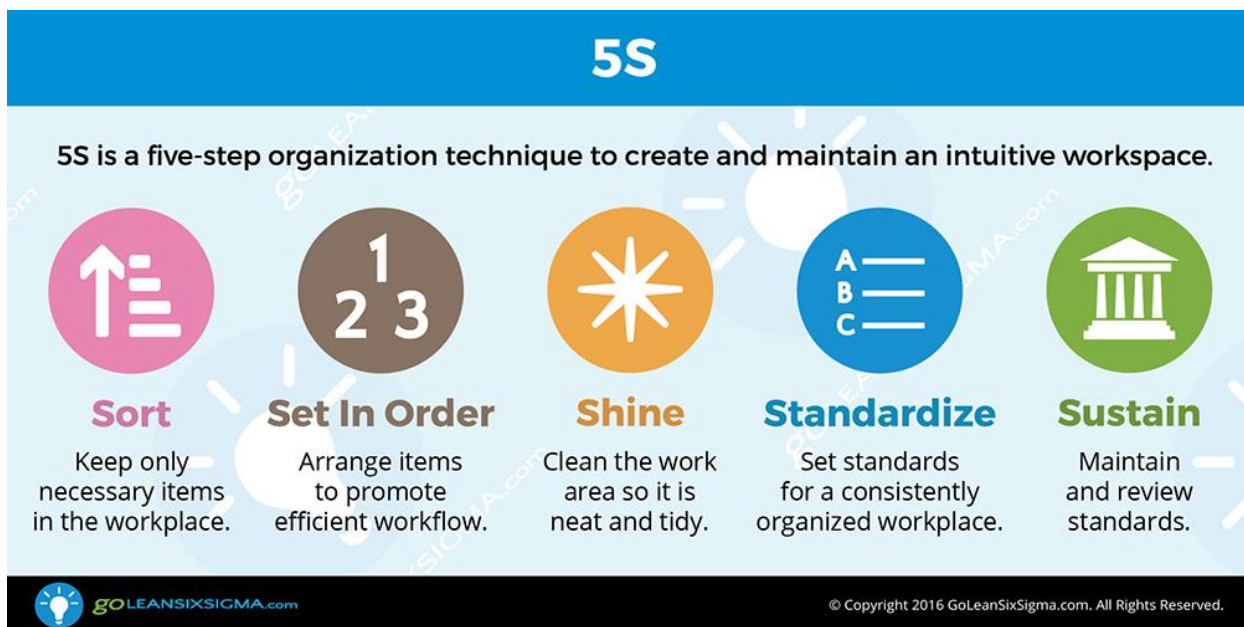 5S
5S is a five-step organization technique to create and maintain an intuitive workspace.
1
2 3
A
B
C
Sort
Keep only
necessary items
in the workplace.
Set In Order
Arrange items
to promote
efficient workflow.
Shine
Clean the work
area so it is
neat and tidy.
Standardize
Set standards
for a consistently
organized workplace.
Sustain
Maintain
and review
standards.
goLEANSIXSIGMA.com
© Copyright 2016 GoLeanSixSigma.com. All Rights Reserved.